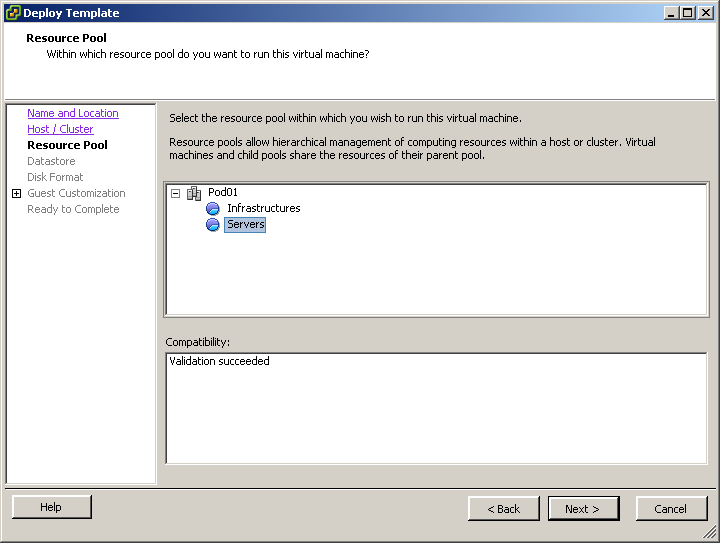 Deploy Template
Resource Pool
Within which resource pool do you want to run this virtual machine?
Name and Location
Host / Cluster
Resource Pool
Datastore
Disk Format
Guest Customization
Ready to Complete
Select the resource pool within which you wish to run this virtual machine.
Resource pools allow hierarchical management of computing resources within a host or cluster. Virtual
machines and child pools share the resources of their parent pool.
Pod01
Infrastructures
Servers
Compatibility:
Validation succeeded
Help
< Back
Next >
Cancel